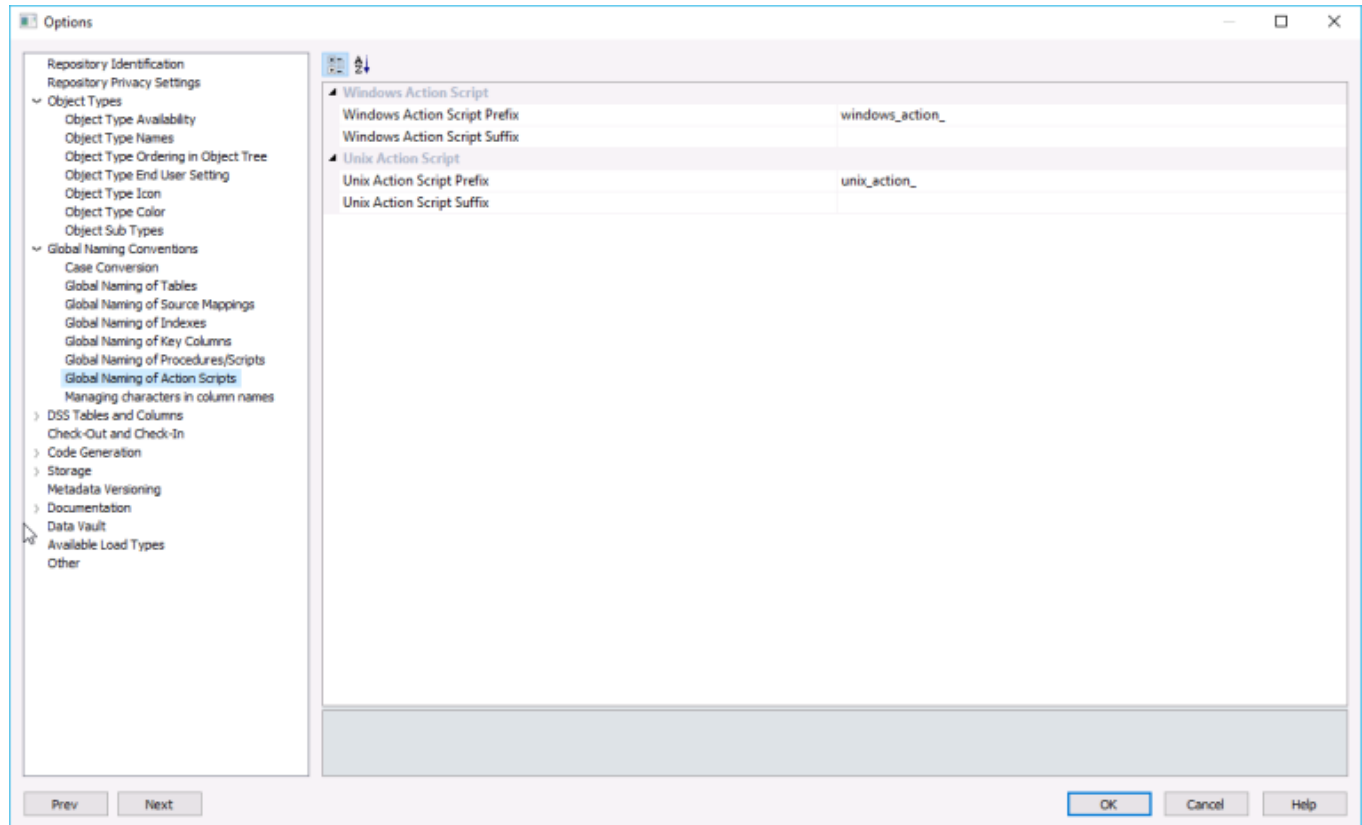 Options
Repository Identification
Repository Privacy Settings
Object Types
Object Type Availability
Object Type Names
Object Type Ordering in Object Tree
Object Type End User Setting
Object Type Icon
Object Type Color
Object Sub Types
Global Naming Conventions
Case Conversion
Global Naming of Tables
Global Naming of Source Mappings
Global Naming of Indexes
Global Naming of Key Columns
Global Naming of Procedures/Scripts
Global Naming of Action Scripts
Managing characters in column names
DSS Tables and Columns
Check-Out and Check-In
Code Generation
Storage
Metadata Versioning
Documentation
Data Vault
Available Load Types
Other
Windows Action Script
Windows Action Script Prefix windows_action_
Windows Action Script Suffix
Unix Action Script
Unix Action Script Prefix unix_action_
Unix Action Script Suffix
Prev Next OK Cancel Help